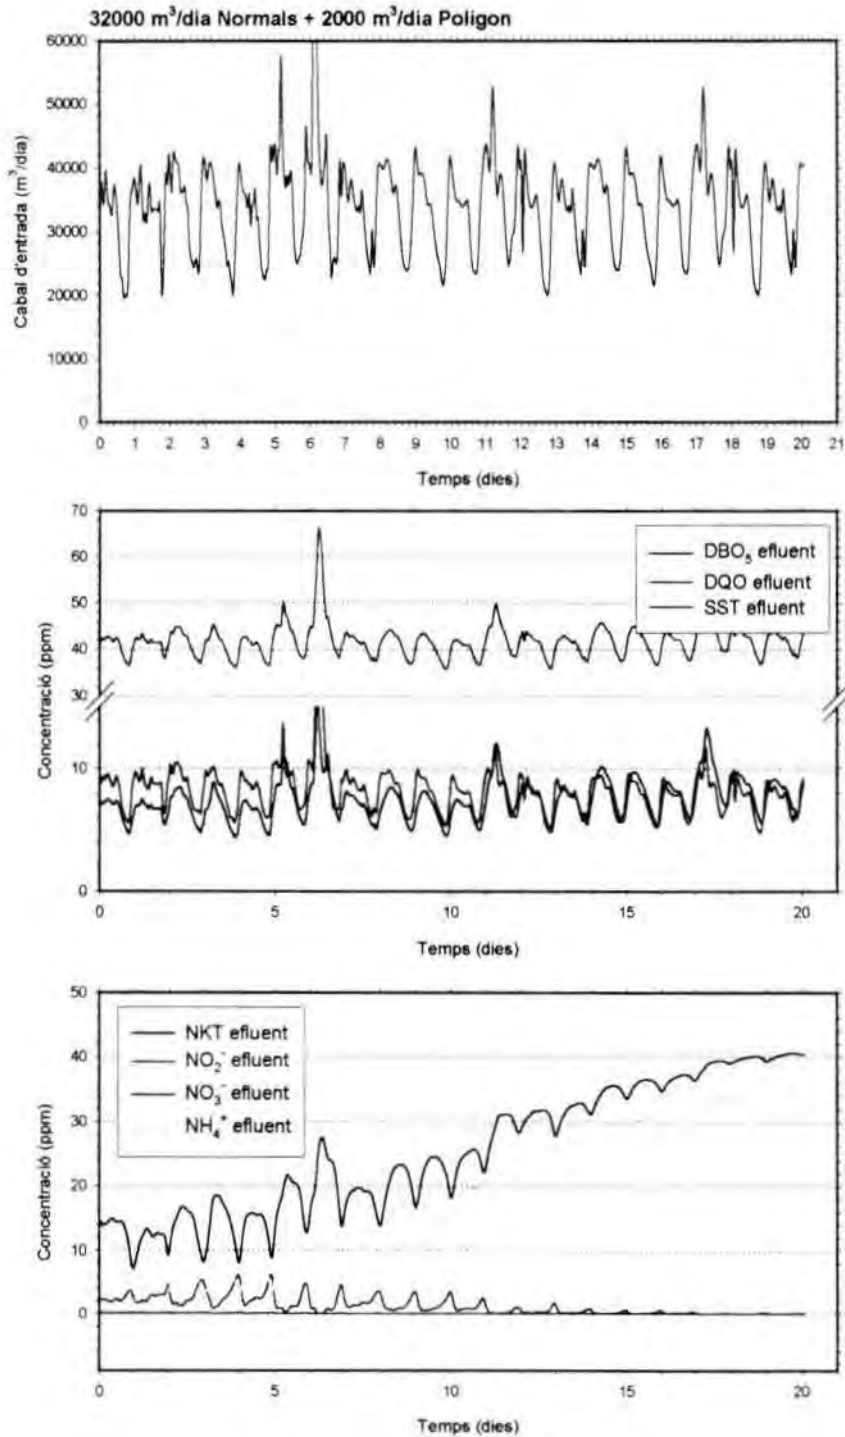 32000 m³/dia Normals + 2000 m³/dia Poligon
60000
50000
40000
30000
20000
10000
0
Cabal d'entrada (m³/dia)
0 1 2 3 4 5 6 7 8 9 10 11 12 13 14 15 16 17 18 19 20 21
Temps (dies)
70
60
50
40
30
10
0
Concentració (ppm)
DBO₅ efluent
DQO efluent
SST efluent
0 5 10 15 20
Temps (dies)
50
40
30
20
10
0
Concentració (ppm)
NKT efluent
NO₂⁻ efluent
NO₃⁻ efluent
NH₄⁺ efluent
0 5 10 15 20
Temps (dies)